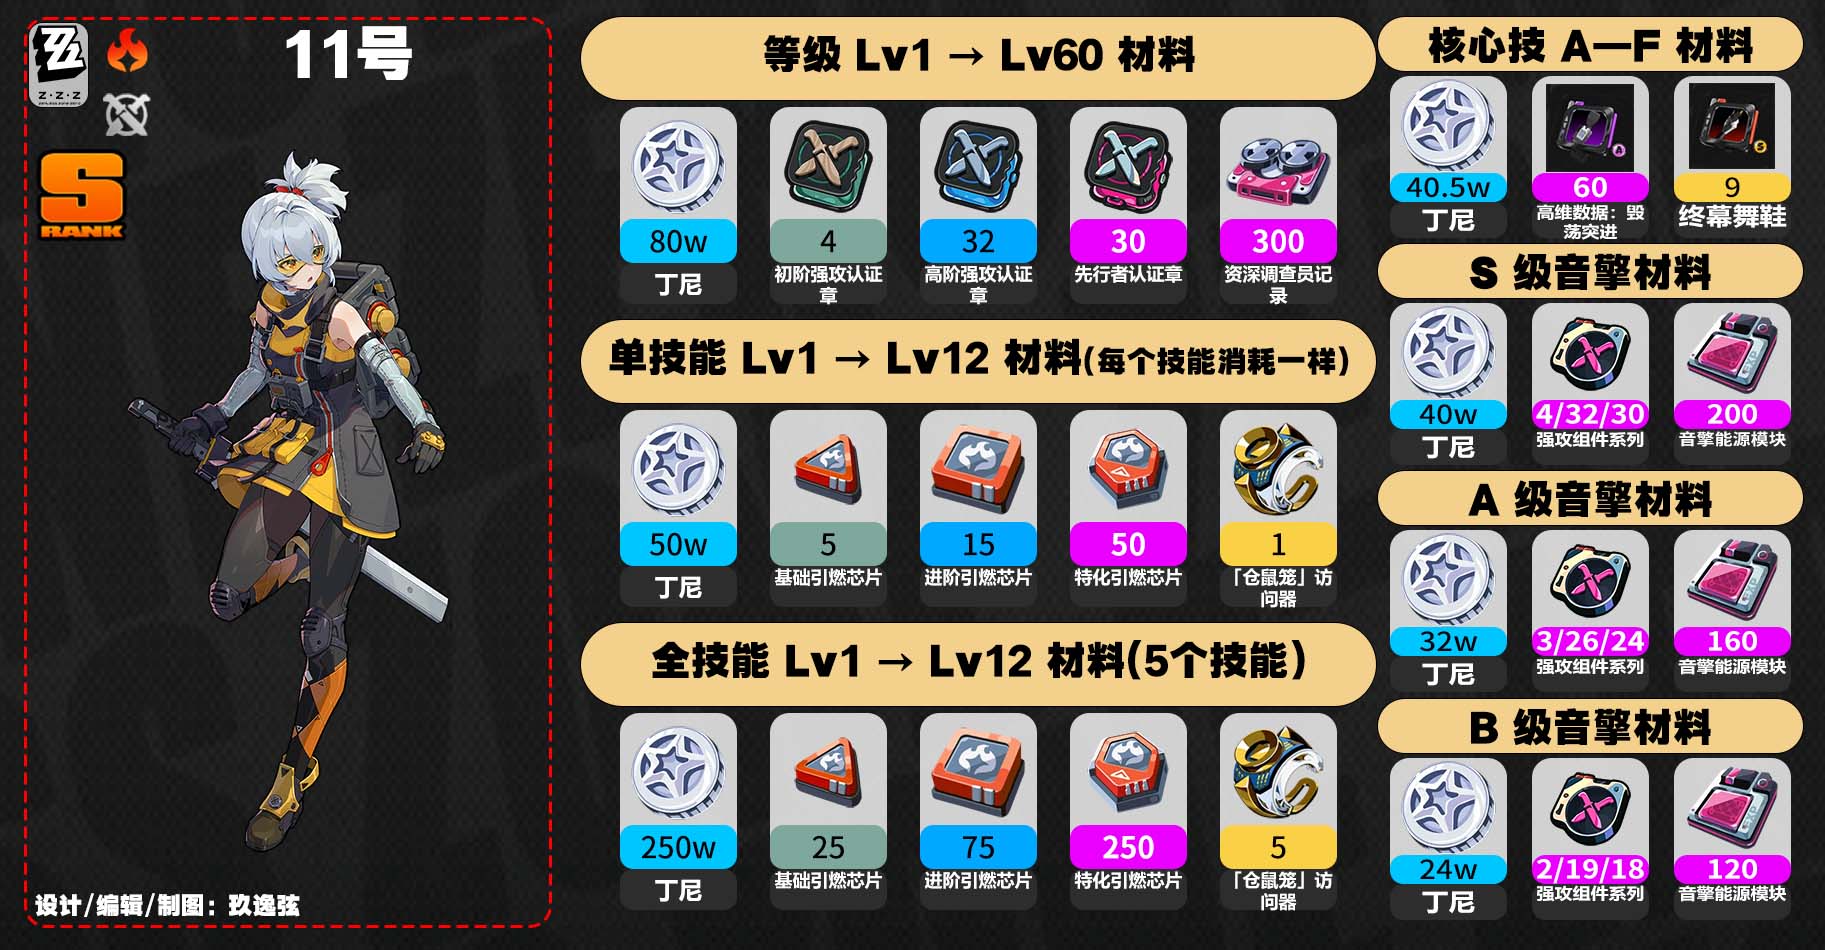 Z·Z·Z
11号
S
RANK
设计/编辑/制图：玖逸弦
等级 Lv1 → Lv60 材料
80w
丁尼
4
初阶强攻认证
章
32
高阶强攻认证
章
30
先行者认证章
300
资深调查员记
录
单技能 Lv1 → Lv12 材料(每个技能消耗一样)
50w
丁尼
5
基础引燃芯片
15
进阶引燃芯片
50
特化引燃芯片
1
「仓鼠笼」访
问器
全技能 Lv1 → Lv12 材料(5个技能)
250w
丁尼
25
基础引燃芯片
75
进阶引燃芯片
250
特化引燃芯片
5
「仓鼠笼」访
问器
核心技 A—F 材料
40.5w
丁尼
A
60
高维数据：毁
荡突进
S
9
终幕舞鞋
S 级音擎材料
40w
丁尼
4/32/30
强攻组件系列
200
音擎能源模块
A 级音擎材料
32w
丁尼
3/26/24
强攻组件系列
160
音擎能源模块
B 级音擎材料
24w
丁尼
2/19/18
强攻组件系列
120
音擎能源模块